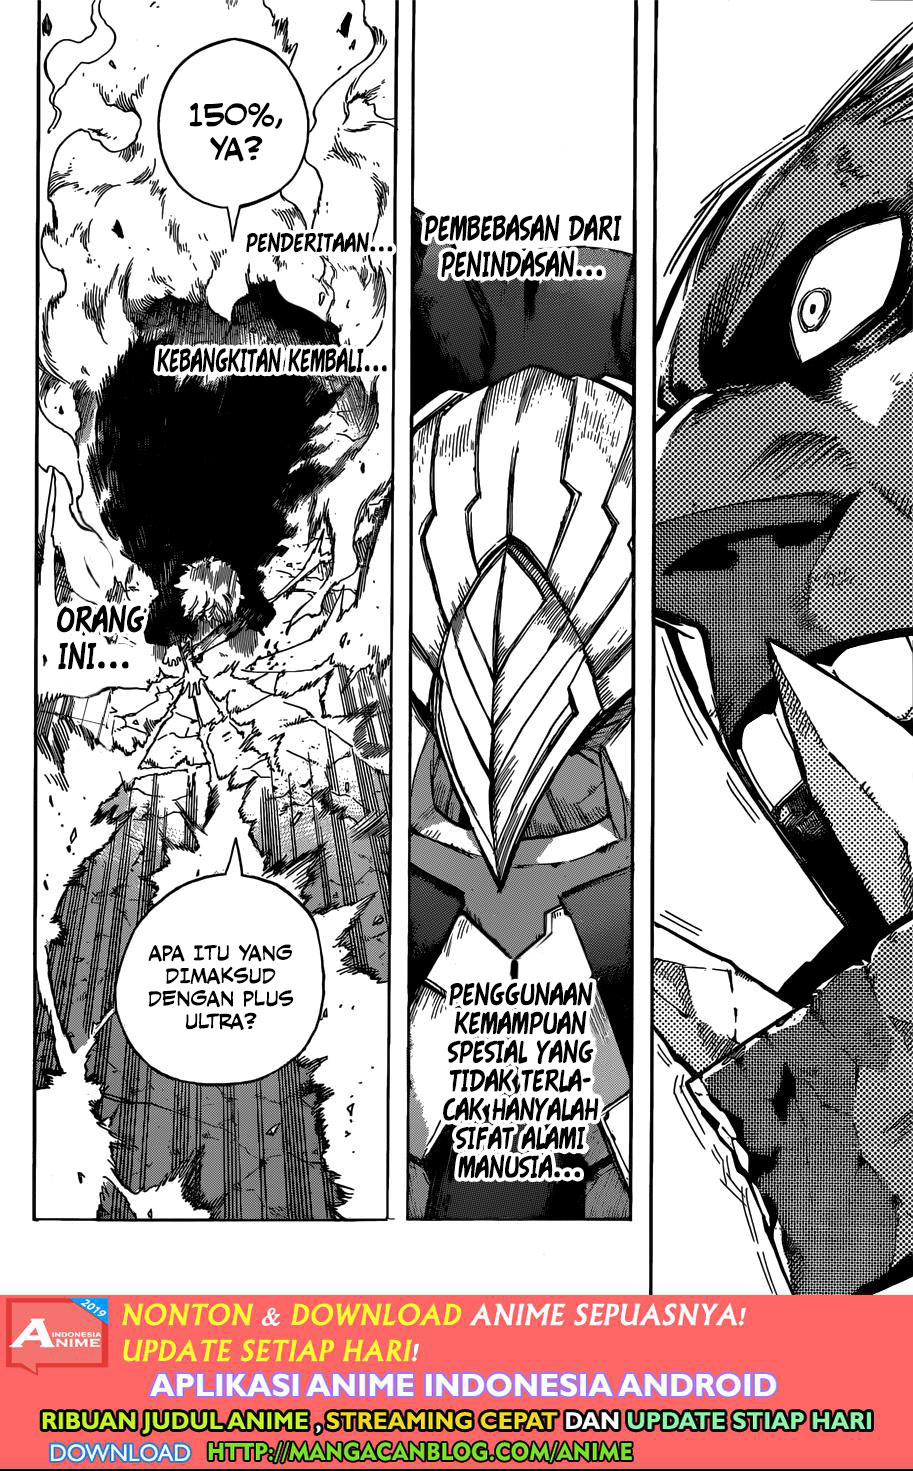 PEMBEBASAN DARI
PENINDASAN...
PENGGUNAAN
KEMAMPUAN
SPESIAL YANG
TIDAK TERLA-
CAK HANYALAH
SIFAT ALAMI
MANUSIA...
150%,
YA?
PENDERITAAN...
KEBANGKITAN KEMBALI...
ORANG
INI...
APA ITU YANG
DIMAKSUD
DENGAN PLUS
ULTRA?
2019
INDONESIA
ANIME
NONTON & DOWNLOAD ANIME SEPUASNYA!
UPDATE SETIAP HARI!
APLIKASI ANIME INDONESIA ANDROID
RIBUAN JUDUL ANIME , STREAMING CEPAT DAN UPDATE STIAP HARI
DOWNLOAD HTTP://MANGACANBLOG.COM/ANIME